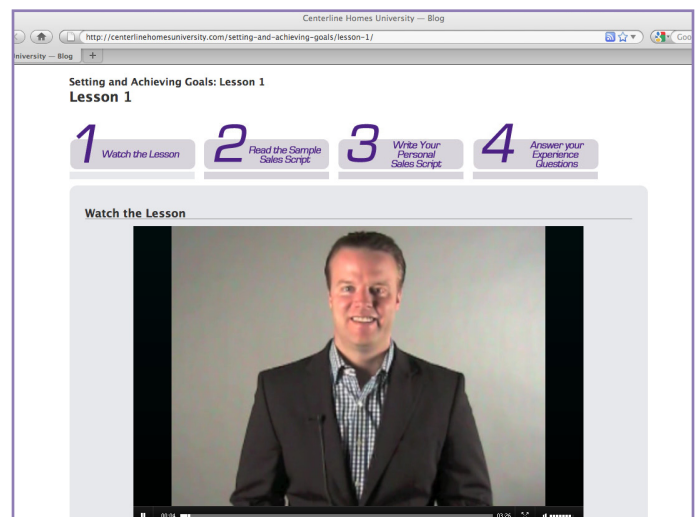 Centerline Homes University — Blog
http://centerlinehomesuniversity.com/setting-and-achieving-goals/lesson-1/
Goo
niversity — Blog +
Setting and Achieving Goals: Lesson 1
Lesson 1
1 Watch the Lesson
2 Read the Sample Sales Script
3 Write Your Personal Sales Script
4 Answer your Experience Questions
Watch the Lesson
00:04
03:26